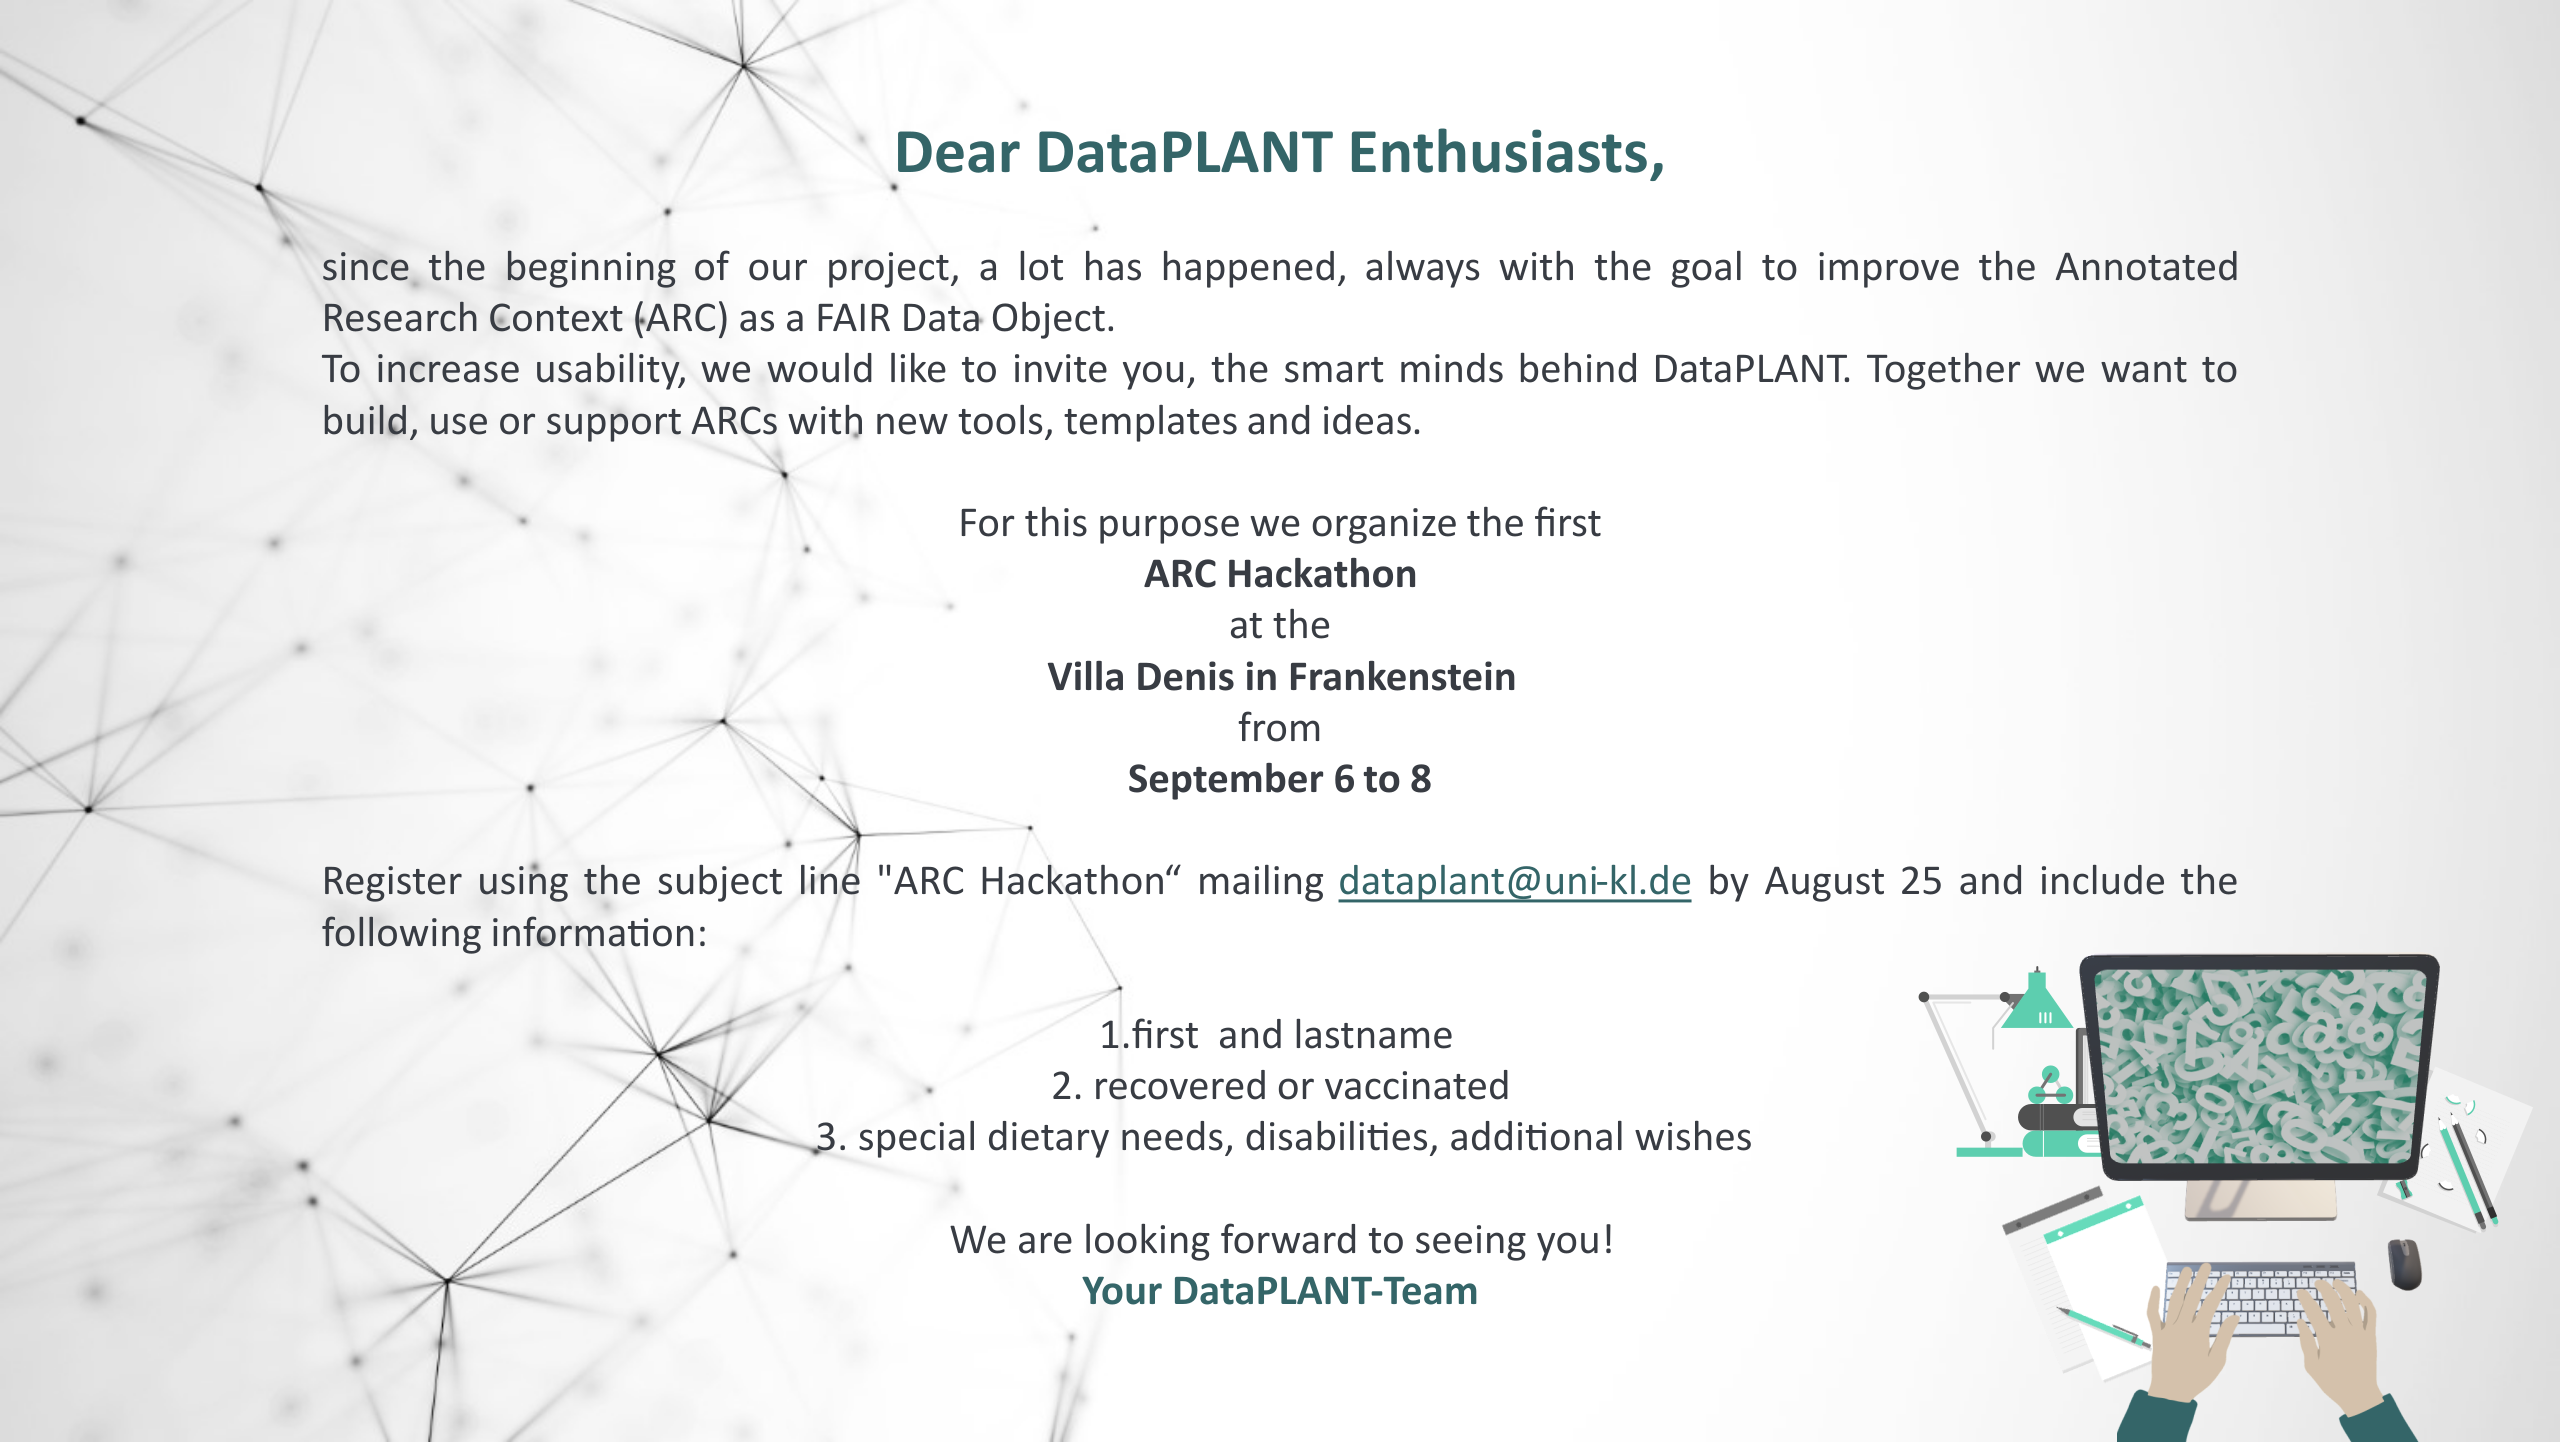 Dear DataPLANT Enthusiasts,
since the beginning of our project, a lot has happened, always with the goal to improve the Annotated
Research Context (ARC) as a FAIR Data Object.
To increase usability, we would like to invite you, the smart minds behind DataPLANT. Together we want to
build, use or support ARCs with new tools, templates and ideas.
For this purpose we organize the first
ARC Hackathon
at the
Villa Denis in Frankenstein
from
September 6 to 8
Register using the subject line "ARC Hackathon“ mailing dataplant@uni-kl.de by August 25 and include the
following information:
1.first  and lastname
2. recovered or vaccinated
3. special dietary needs, disabilities, additional wishes
We are looking forward to seeing you!
Your DataPLANT-Team